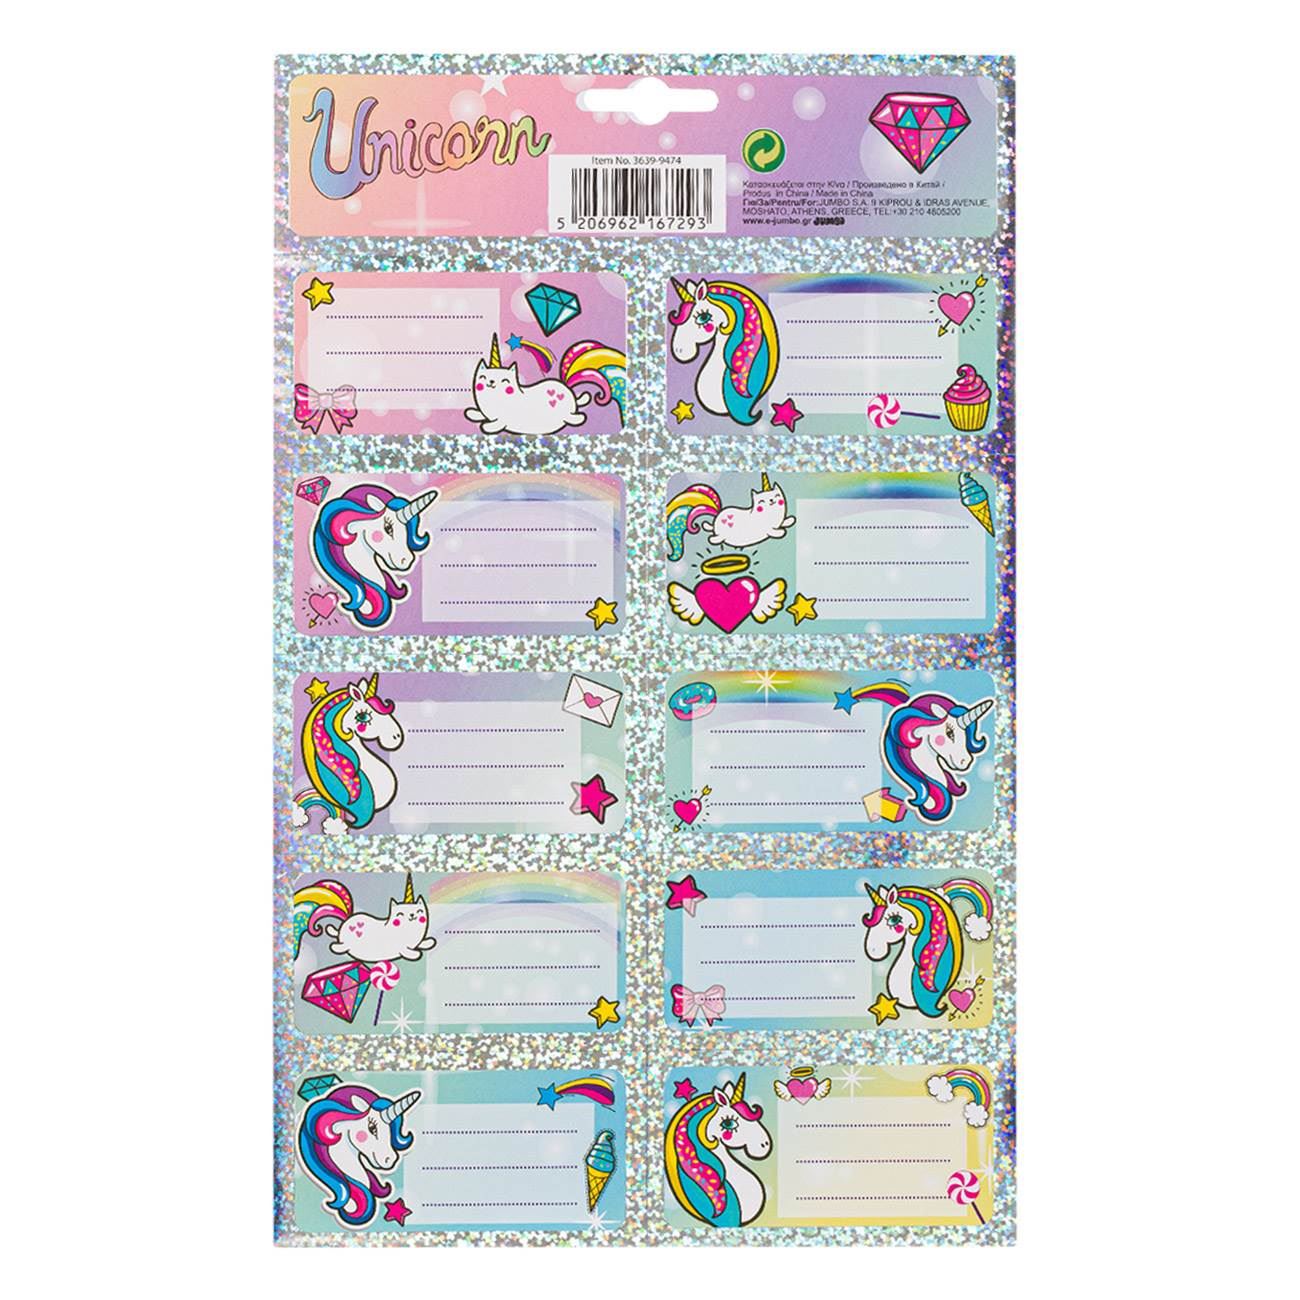 Unicorn
Item No. 3639-9474
5 206962 167293
Κατασκευάζεται στην Κίνα / Произведено в Китай /
Produs in China / Made in China
Για/За/Pentru/For:JUMBO S.A. 9 KIPROU & IDRAS AVENUE,
MOSHATO, ATHENS, GREECE, TEL:+30 210 4805200
www.e-jumbo.gr JUMBO